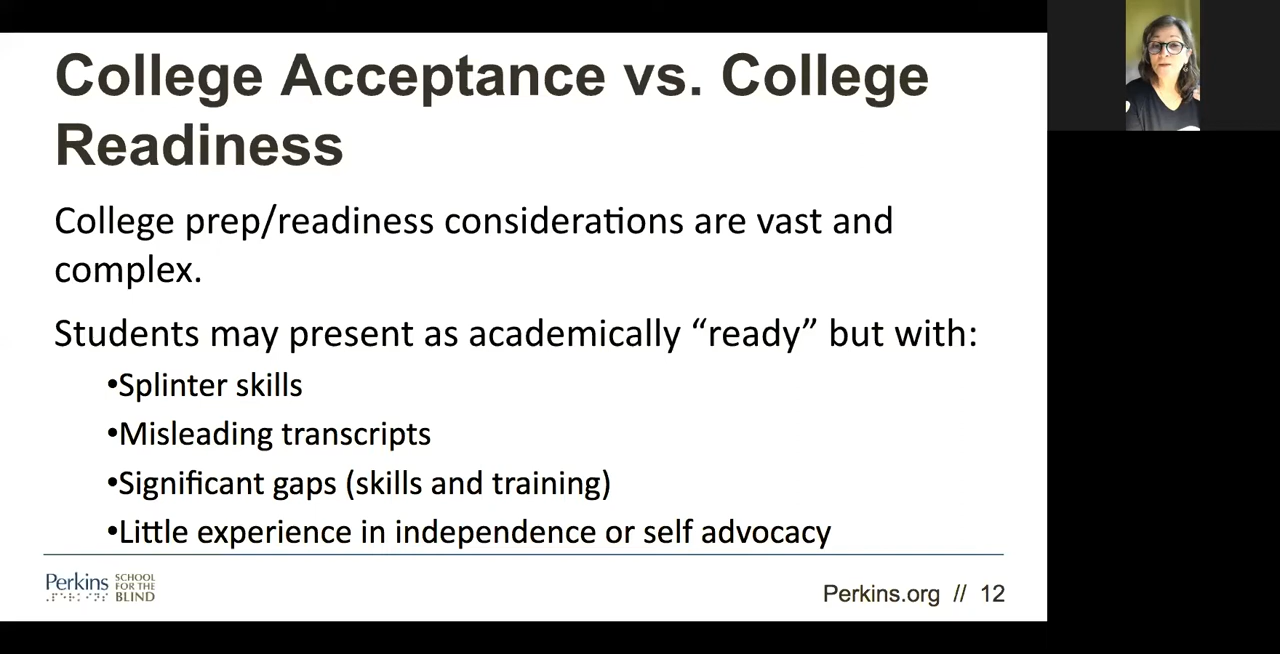 College Acceptance vs. College
Readiness
College prep/readiness considerations are vast and
complex.
Students may present as academically “ready” but with:
•Splinter skills
•Misleading transcripts
•Significant gaps (skills and training)
•Little experience in independence or self advocacy
Perkins SCHOOL FOR THE BLIND
Perkins.org // 12